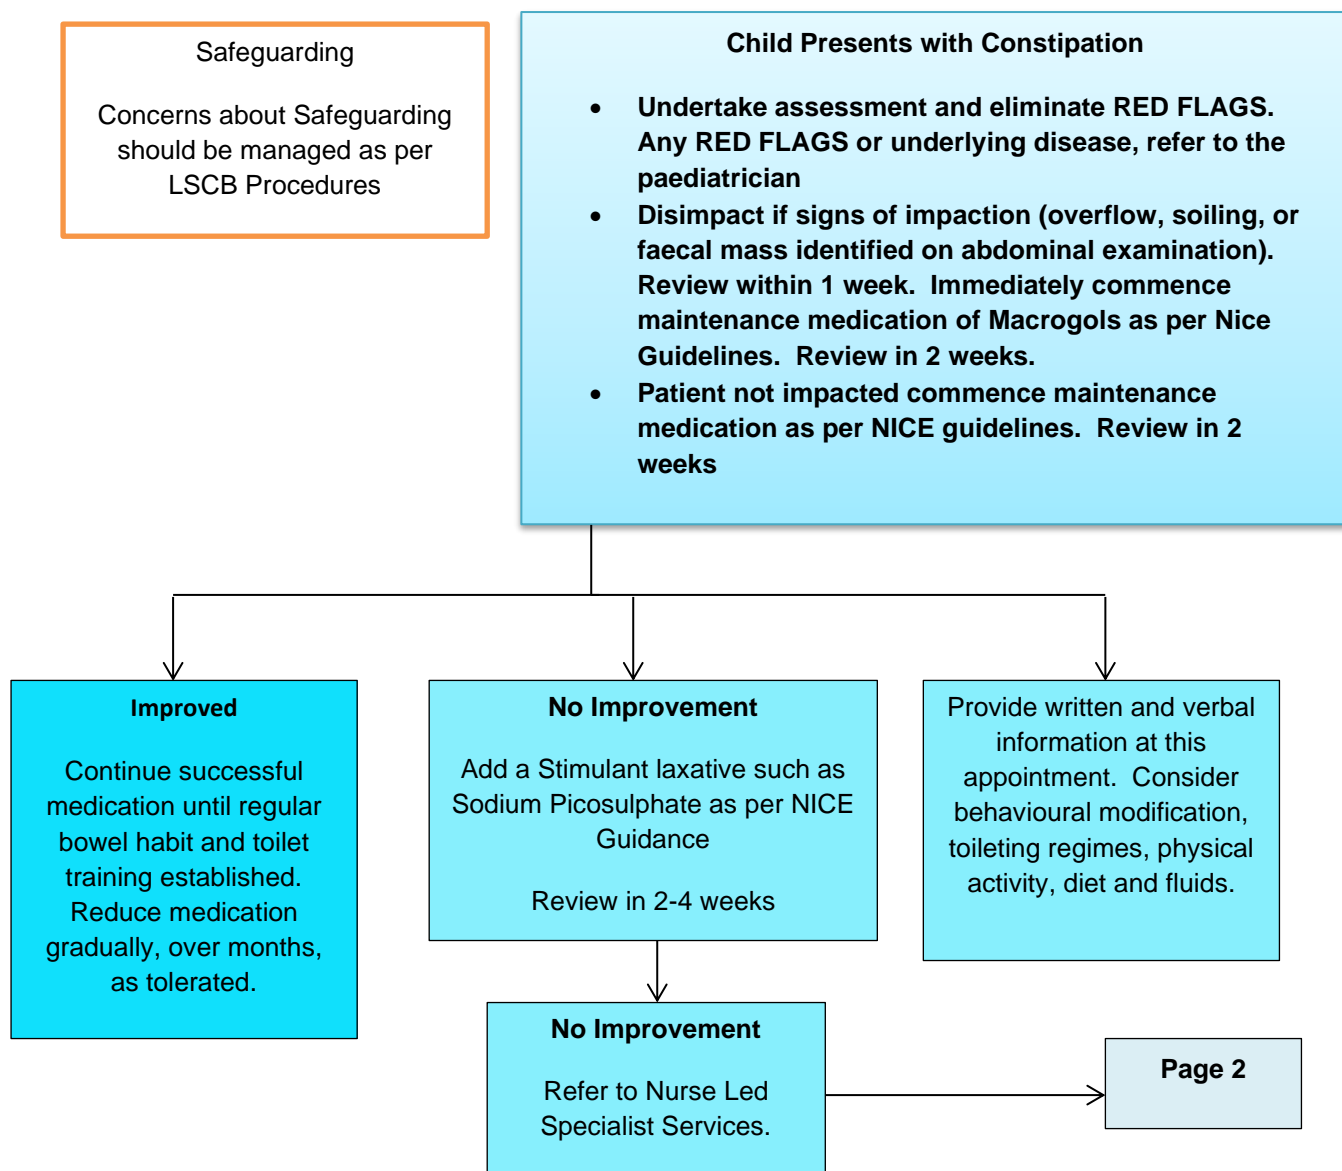 Safeguarding
Concerns about Safeguarding
should be managed as per
LSCB Procedures
Child Presents with Constipation
• Undertake assessment and eliminate RED FLAGS.
Any RED FLAGS or underlying disease, refer to the
paediatrician
• Disimpact if signs of impaction (overflow, soiling, or
faecal mass identified on abdominal examination).
Review within 1 week.  Immediately commence
maintenance medication of Macrogols as per Nice
Guidelines.  Review in 2 weeks.
• Patient not impacted commence maintenance
medication as per NICE guidelines.  Review in 2
weeks
Improved
Continue successful
medication until regular
bowel habit and toilet
training established.
Reduce medication
gradually, over months,
as tolerated.
No Improvement
Add a Stimulant laxative such as
Sodium Picosulphate as per NICE
Guidance
Review in 2-4 weeks
Provide written and verbal
information at this
appointment.  Consider
behavioural modification,
toileting regimes, physical
activity, diet and fluids.
No Improvement
Refer to Nurse Led
Specialist Services.
Page 2